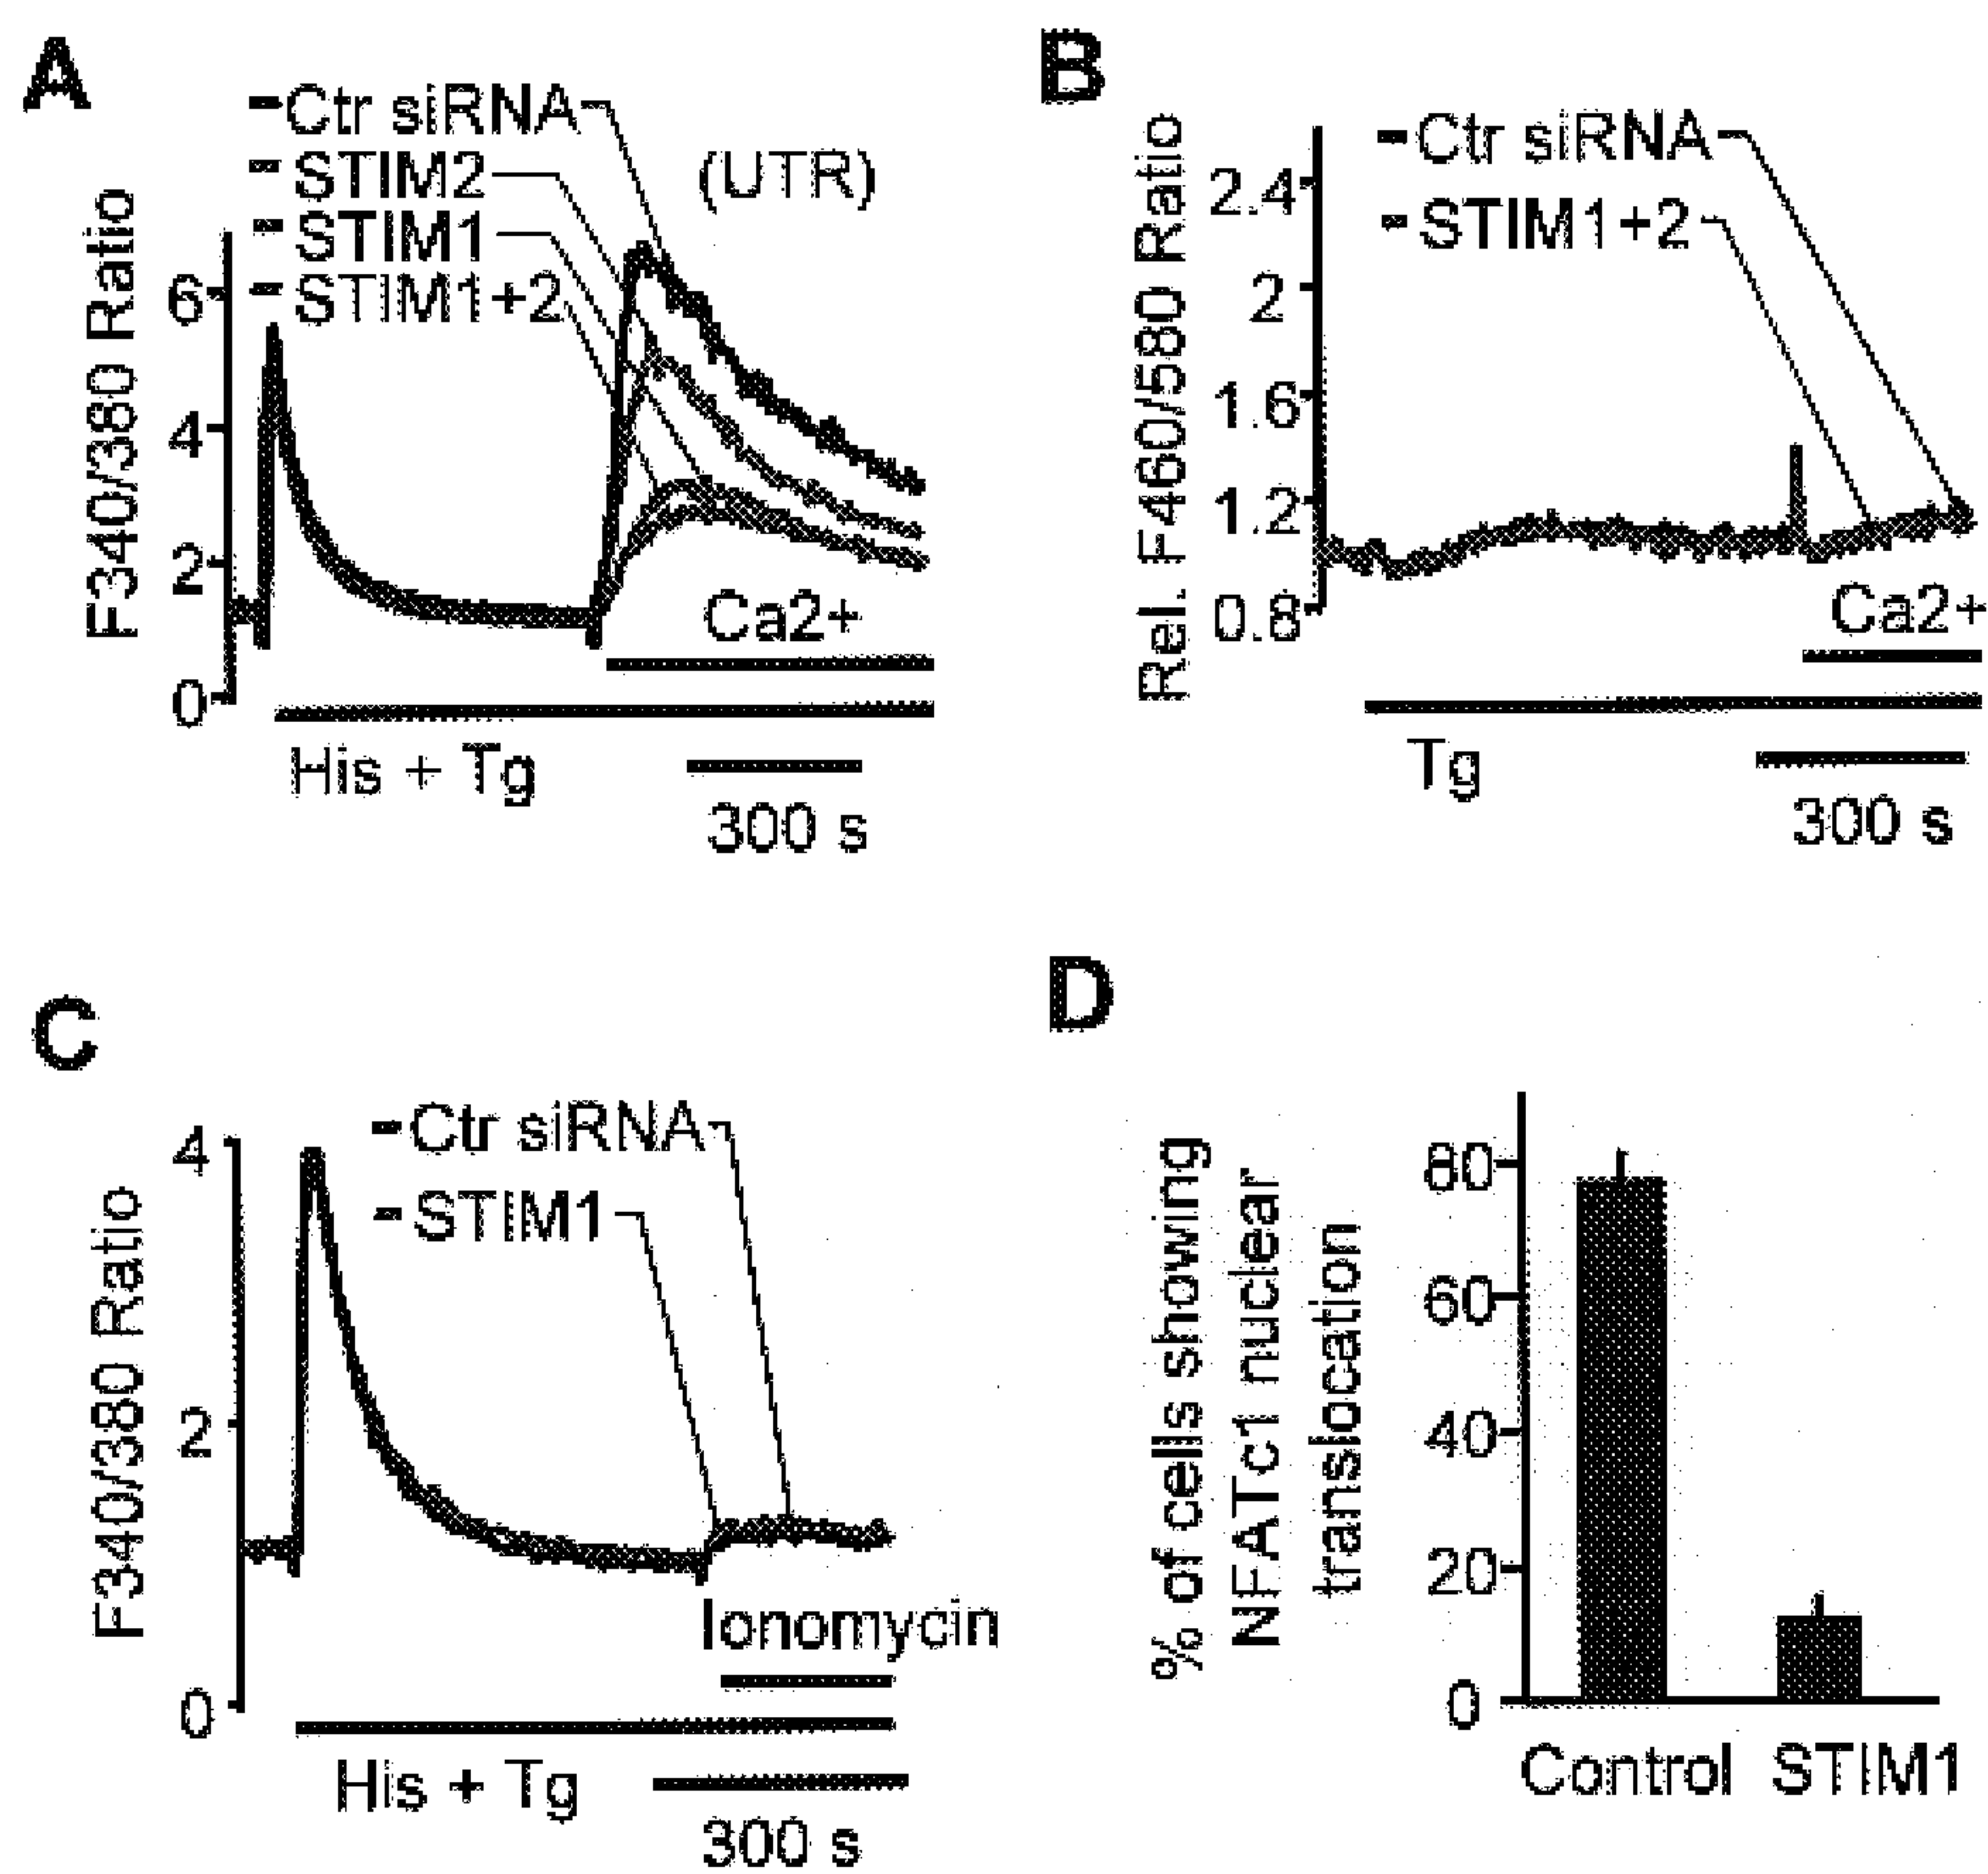 A
Ctr siRNA
STIM2
STIM1
STIM1+2
(UTR)
F340/380 Ratio
6
4
2
0
Ca2+
His + Tg
300 s
B
Ctr siRNA
STIM1+2
Rel. F460/580 Ratio
2.4
2
1.6
1.2
0.8
Ca2+
Tg
300 s
C
Ctr siRNA
STIM1
F340/380 Ratio
4
2
0
Ionomycin
His + Tg
300 s
D
% of cells showing
NFATc1 nuclear
translocation
80
60
40
20
0
Control STIM1